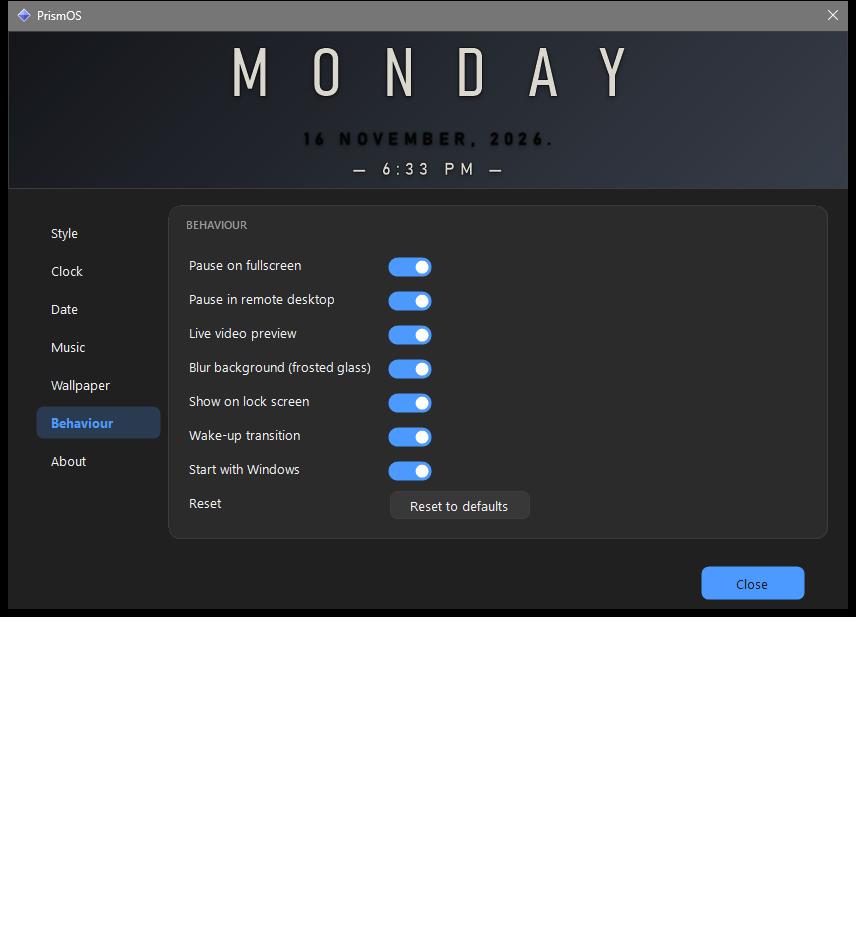 PrismOS
MONDAY
16 NOVEMBER, 2026.
— 6:33 PM —
Style
Clock
Date
Music
Wallpaper
Behaviour
About
BEHAVIOUR
Pause on fullscreen
Pause in remote desktop
Live video preview
Blur background (frosted glass)
Show on lock screen
Wake-up transition
Start with Windows
Reset
Reset to defaults
Close